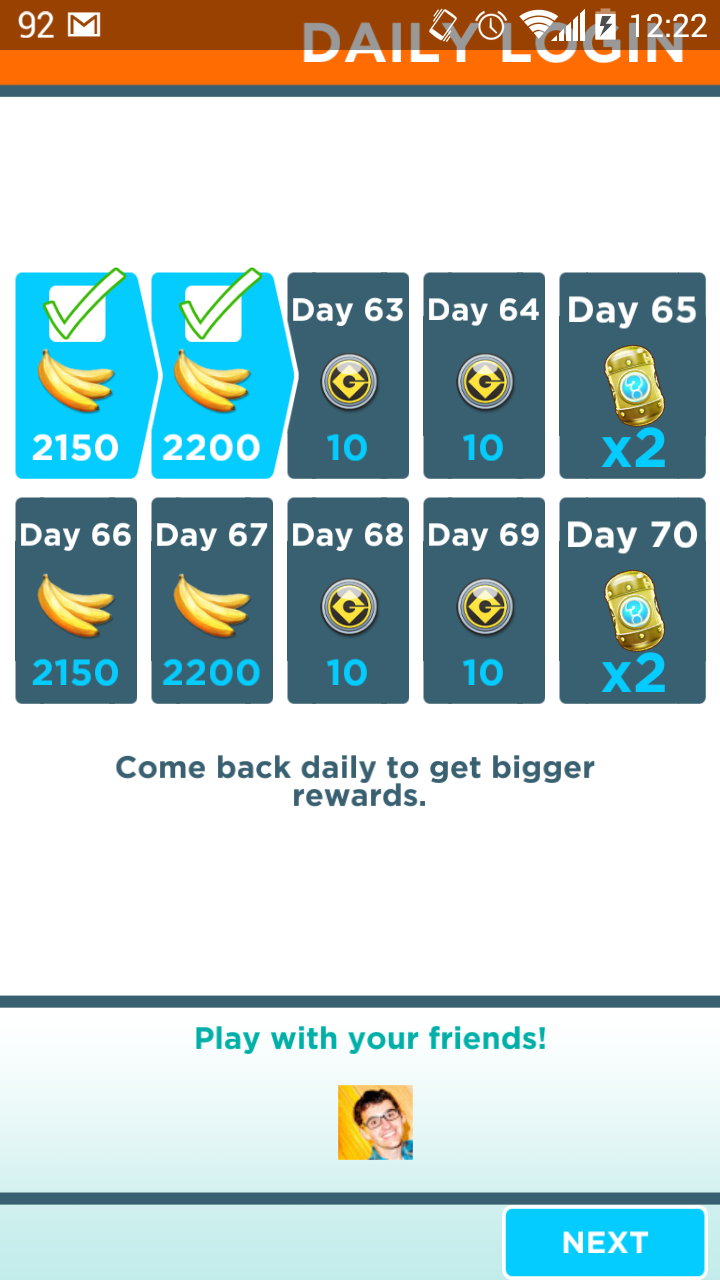 92 12:22
DAILY LOGIN
2150 2200 Day 63 Day 64 Day 65
10 10 x2
Day 66 Day 67 Day 68 Day 69 Day 70
2150 2200 10 10 x2
Come back daily to get bigger
rewards.
Play with your friends!
NEXT